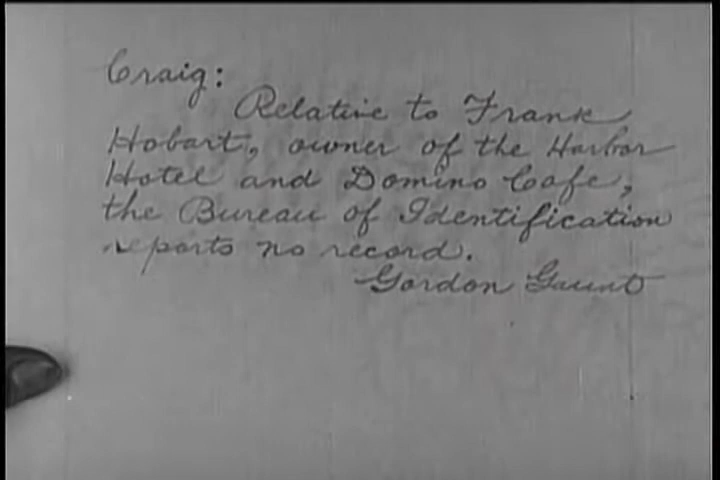 Craig:
Relative to Frank
Hobart, owner of the Harbor
Hotel and Domino Cafe,
the Bureau of Identification
reports no record.
Gordon Gaunt